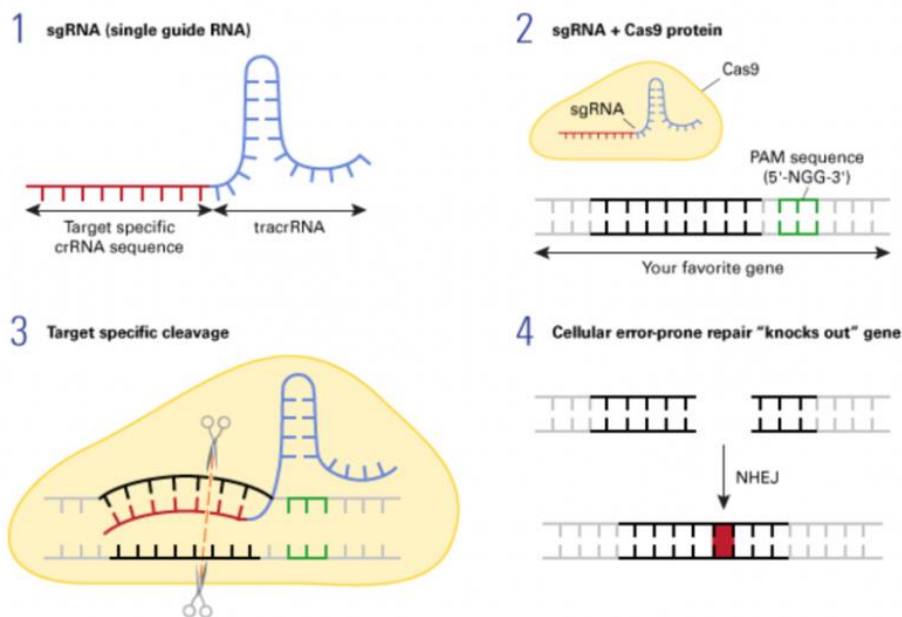 1 sgRNA (single guide RNA)
Target specific
crRNA sequence
tracrRNA
2 sgRNA + Cas9 protein
Cas9
sgRNA
PAM sequence
(5'-NGG-3')
Your favorite gene
3 Target specific cleavage
4 Cellular error-prone repair “knocks out” gene
NHEJ